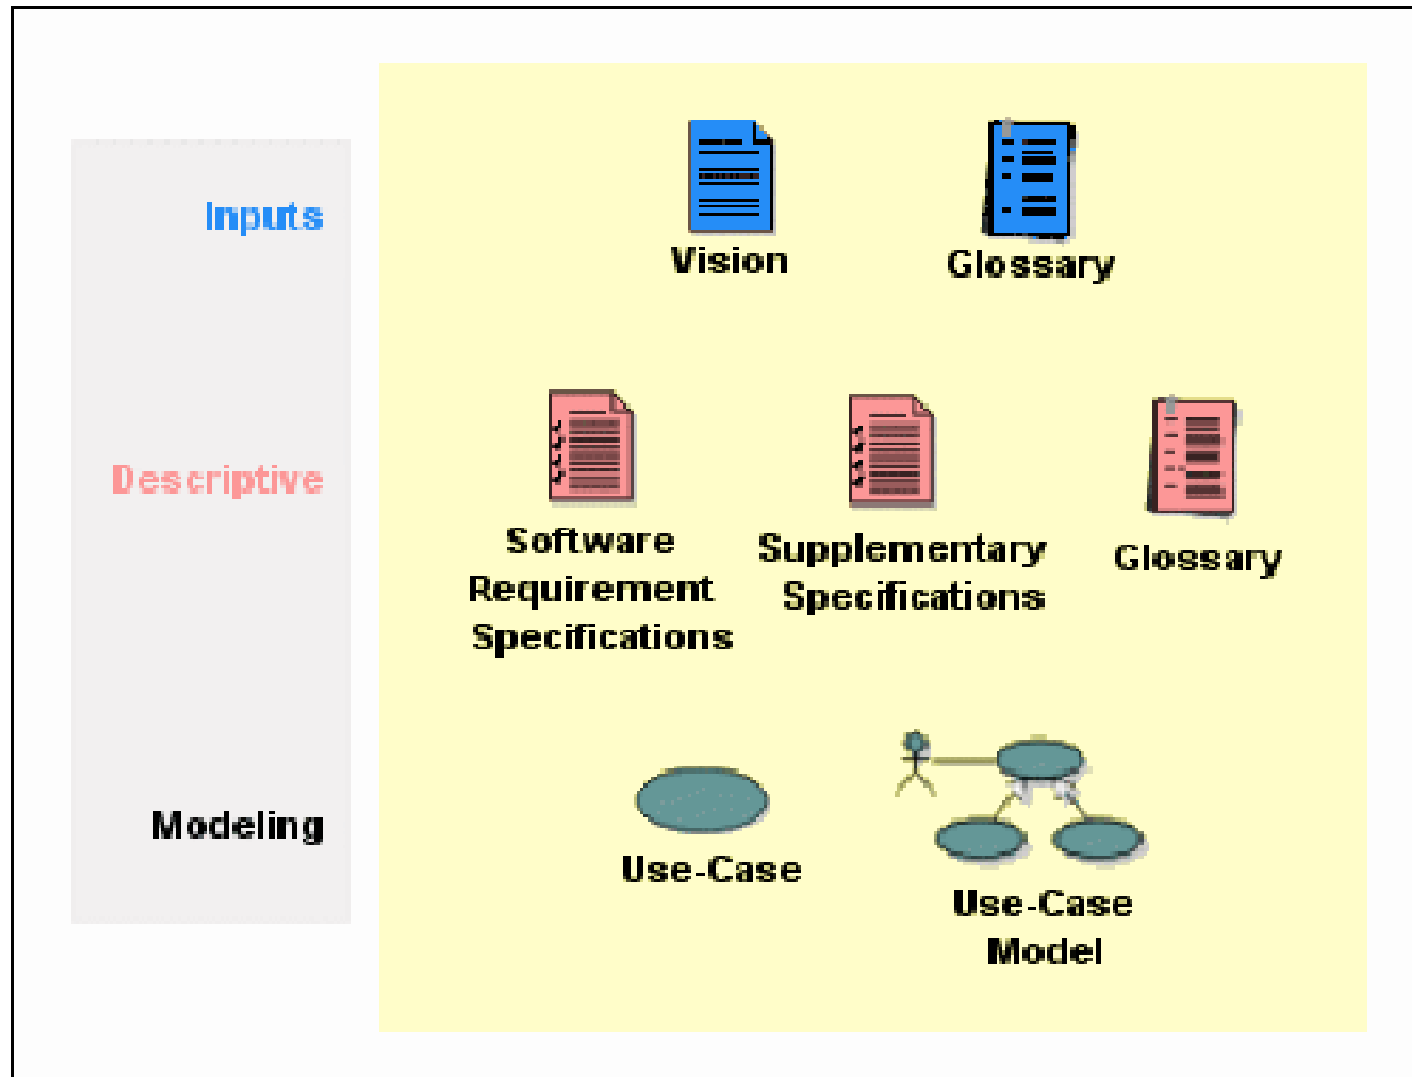 Inputs
Vision
Glossary
Descriptive
Software
Requirement
Specifications
Supplementary
Specifications
Glossary
Modeling
Use-Case
Use-Case
Model